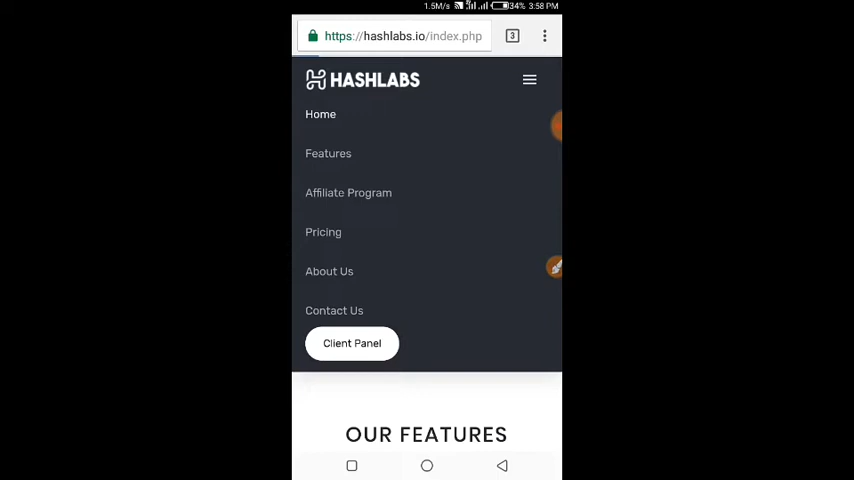 1.5M/s 34% 3:58 PM
https://hashlabs.io/index.php 3
HASHLABS
Home
Features
Affiliate Program
Pricing
About Us
Contact Us
Client Panel
OUR FEATURES